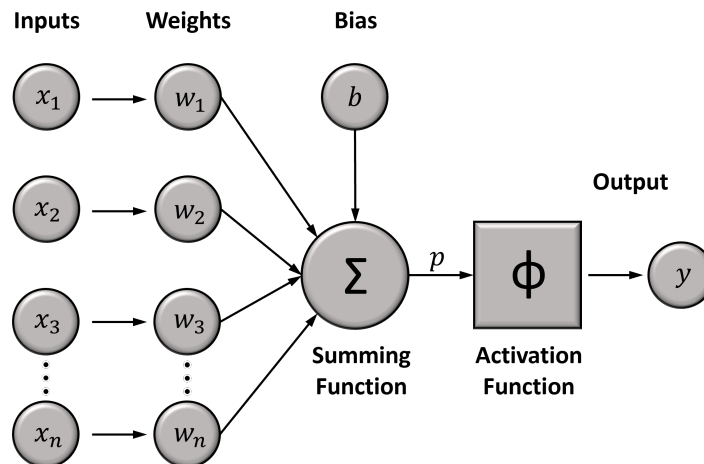 Inputs Weights Bias
x₁ w₁ b
x₂ w₂ Output
p
Σ ϕ y
x₃ w₃
Summing Function
Activation Function
xₙ wₙ